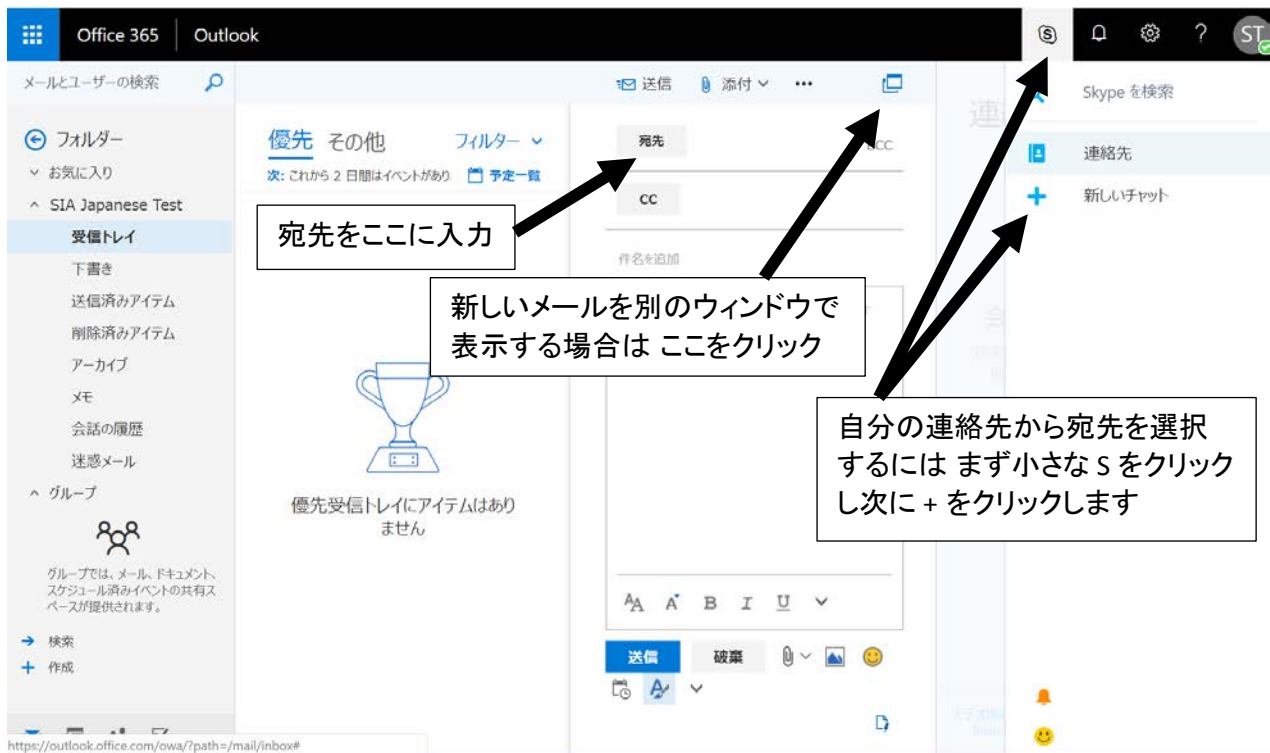 Office 365 Outlook
ST
メールとユーザーの検索
送信 添付 •••
Skype を検索
フォルダー
お気に入り
SIA Japanese Test
受信トレイ
下書き
送信済みアイテム
削除済みアイテム
アーカイブ
メモ
会話の履歴
迷惑メール
グループ
グループでは、メール、ドキュメント、
スケジュール済みイベントの共有ス
ペースが提供されます。
検索
作成
優先 その他 フィルター
次: これから 2 日間はイベントがあり 予定一覧
優先受信トレイにアイテムはあり
ません
宛先
CC
件名を追加
連絡先
新しいチャット
宛先をここに入力
新しいメールを別のウィンドウで
表示する場合は ここをクリック
自分の連絡先から宛先を選択
するには まず小さな S をクリック
し次に + をクリックします
AA A B I U
送信 破棄
https://outlook.office.com/owa/?path=/mail/inbox#